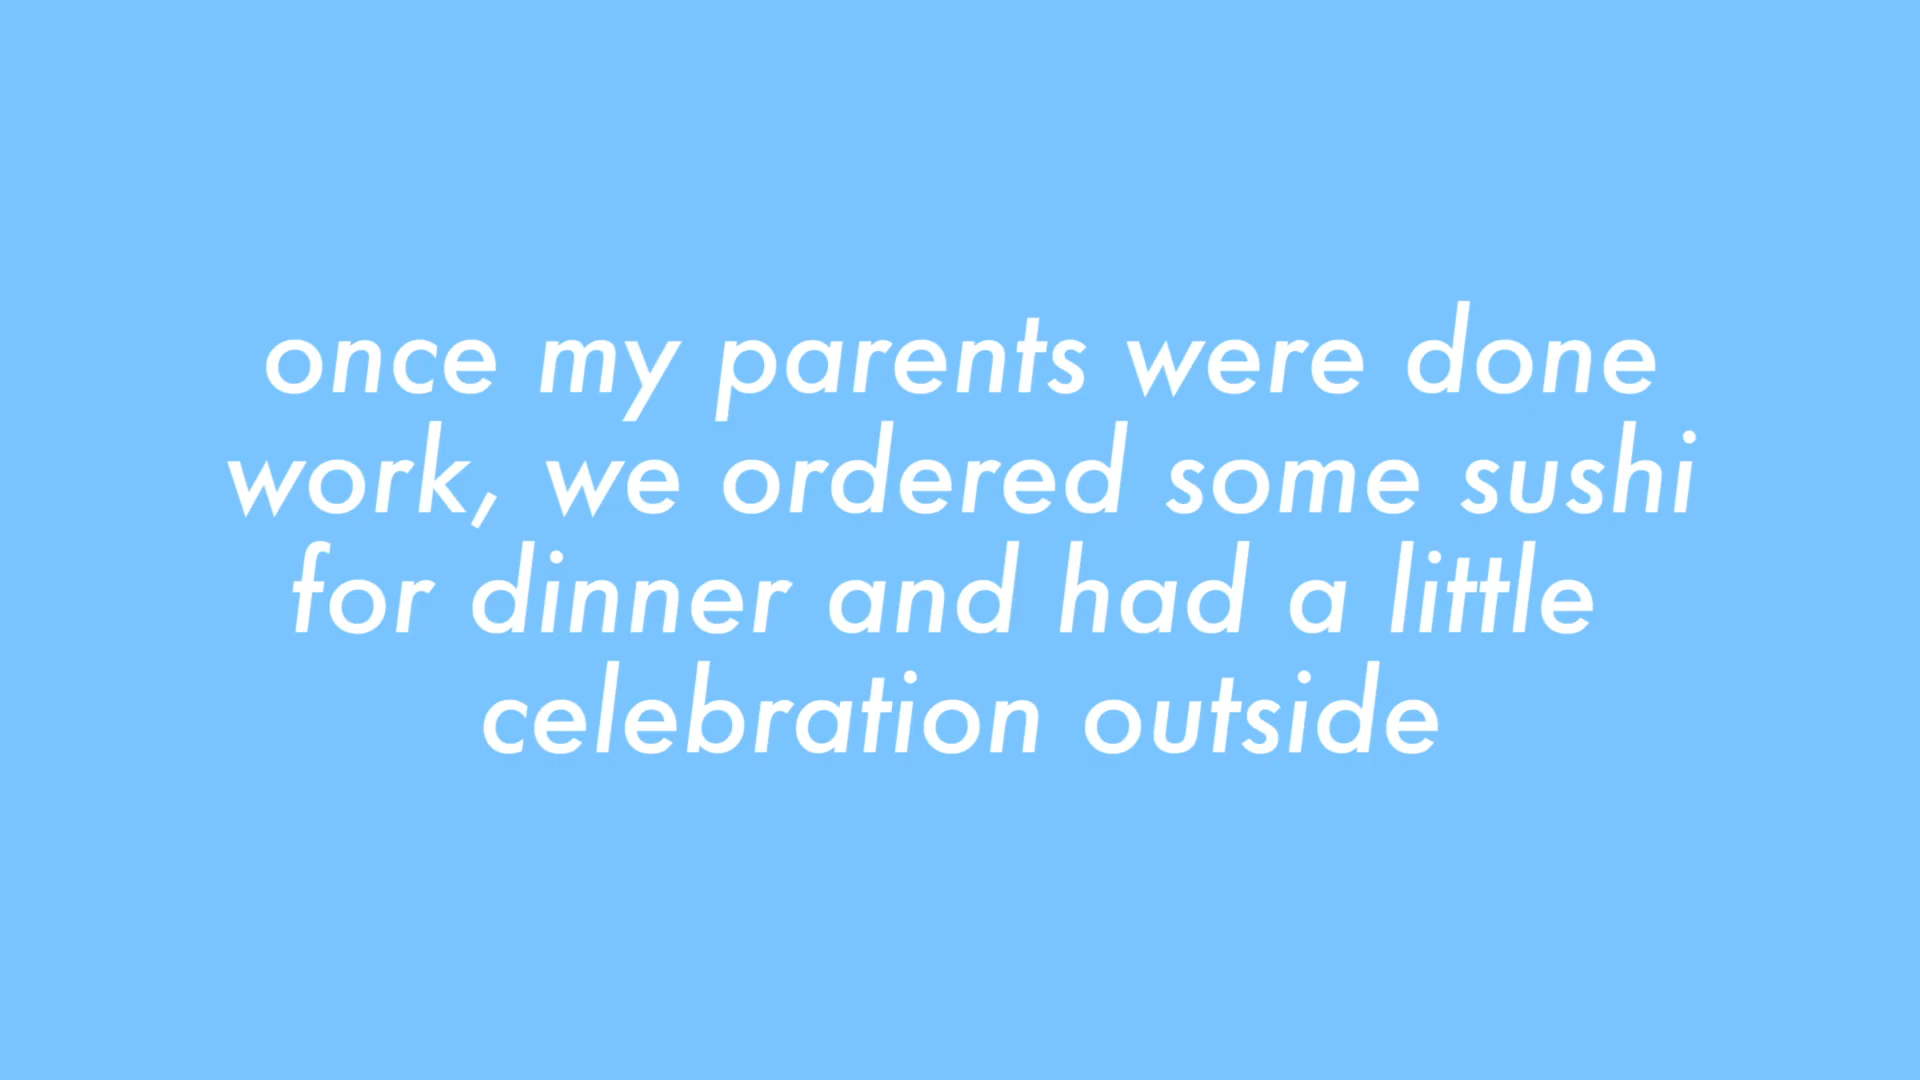 once my parents were done
work, we ordered some sushi
for dinner and had a little
celebration outside